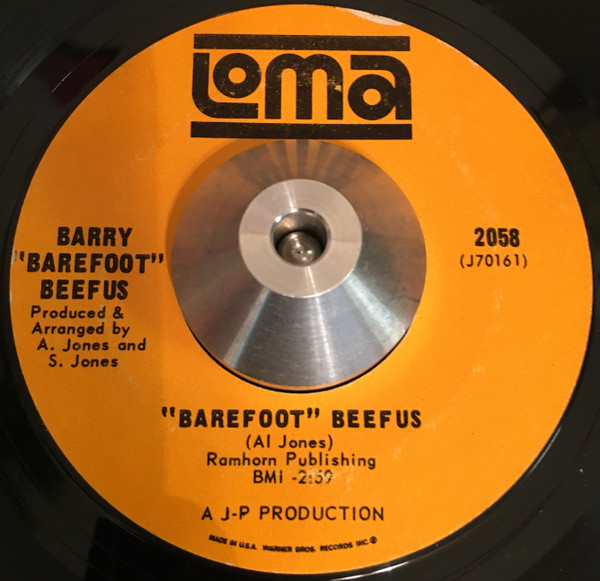 Loma
BARRY
"BAREFOOT"
BEEFUS
Produced &
Arranged by
A. Jones and
S. Jones
2058
(J70161)
"BAREFOOT" BEEFUS
(Al Jones)
Ramhorn Publishing
BMi -2:59
A J-P PRODUCTION
MADE IN U.S.A. WARNER BROS. RECORDS INC. ℗